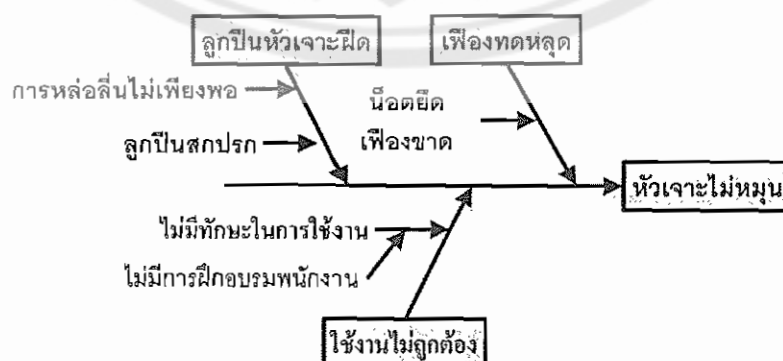 ลูกปืนหัวเจาะฝืด
เฟืองทดหลุด
การหล่อลื่นไม่เพียงพอ
น็อตยึด
เฟืองขาด
ลูกปืนสกปรก
หัวเจาะไม่หมุน
ไม่มีทักษะในการใช้งาน
ไม่มีการฝึกอบรมพนักงาน
ใช้งานไม่ถูกต้อง